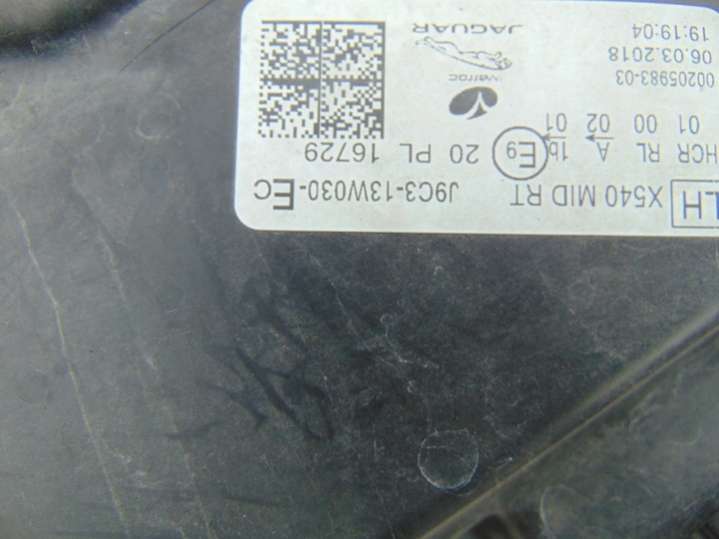 LH X540 MID RT J9C3-13W030-EC
HCR RL A 1b E9 20 PL 16729
01 00 02 01
00205983-03
06.03.2018
19:19:04
varroc
JAGUAR